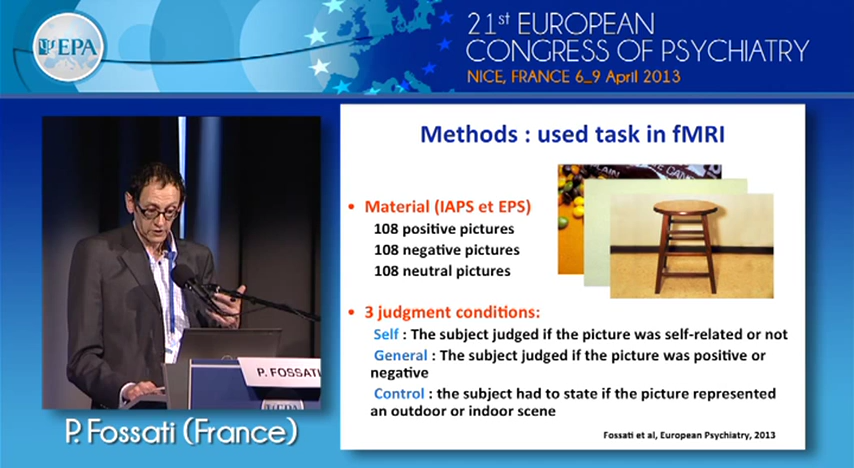 EPA
21st EUROPEAN
CONGRESS OF PSYCHIATRY
NICE, FRANCE 6_9 April 2013
Methods : used task in fMRI
• Material (IAPS et EPS)
108 positive pictures
108 negative pictures
108 neutral pictures
• 3 judgment conditions:
Self : The subject judged if the picture was self-related or not
General : The subject judged if the picture was positive or
negative
Control : the subject had to state if the picture represented
an outdoor or indoor scene
Fossati et al, European Psychiatry, 2013
P. FOSSATI
P. Fossati (France)